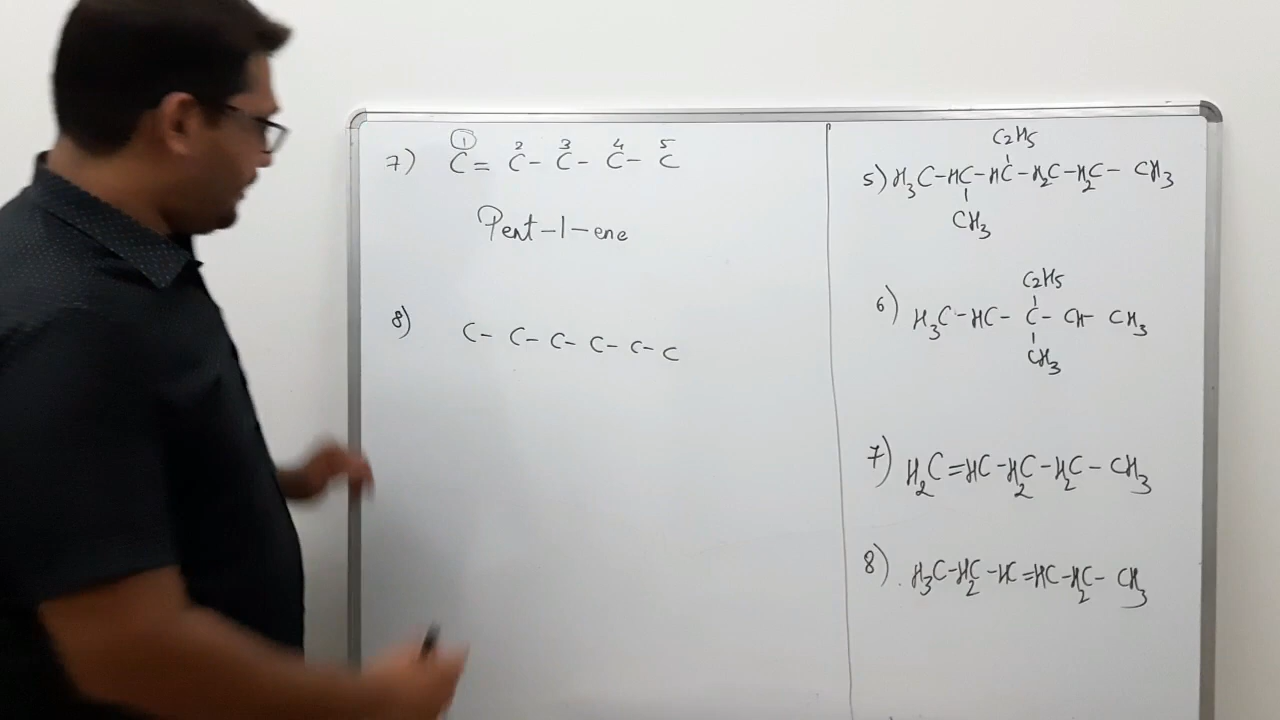 ① 2 3 4 5
7) C = C - C - C - C
Pent-1-ene
8) C - C - C - C - C - C
C2H5
5) H3C-HC-HC-H2C-H2C-CH3
CH3
C2H5
6) H3C-HC-C-CH-CH3
CH3
7) H2C=HC-H2C-H2C-CH3
8) H3C-H2C-HC=HC-H2C-CH3